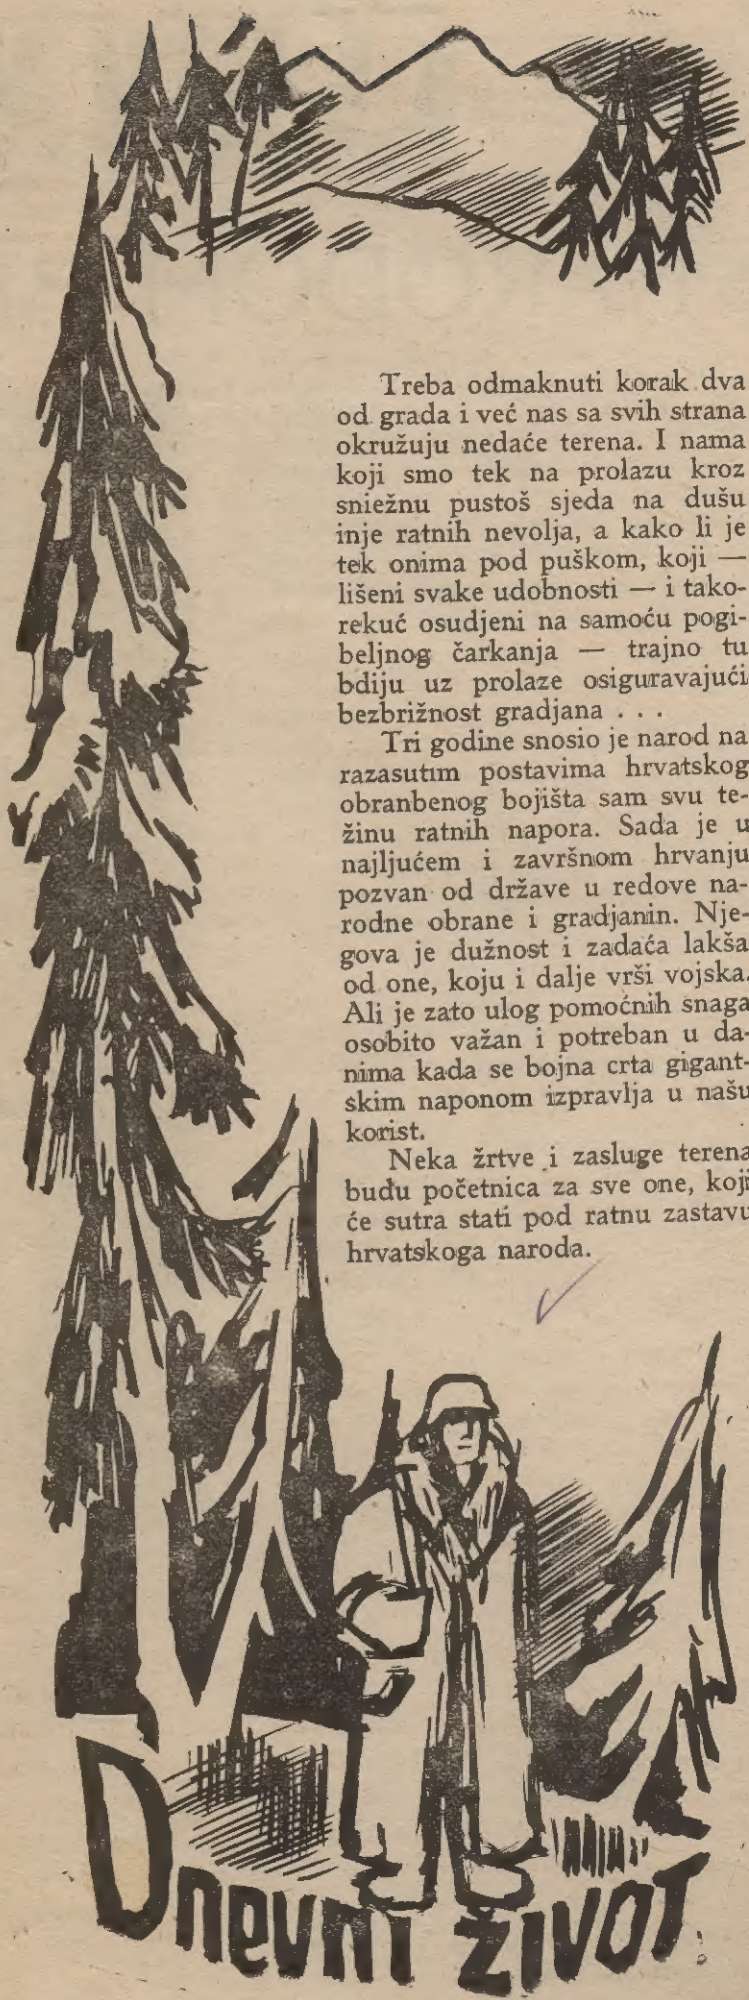 Treba odmaknuti korak dva
od grada i već nas sa svih strana
okružuju nedaće terena. I nama
koji smo tek na prolazu kroz
sniežnu pustoš sjeda na dušu
inje ratnih nevolja, a kako li je
tek onima pod puškom, koji —
lišeni svake udobnosti — i tako-
rekuć osudjeni na samoću pogi-
beljnog čarkanja — trajno tu
bdiju uz prolaze osiguravajući
bezbrižnost gradjana . . .
Tri godine snosio je narod na
razasutim postavima hrvatskog
obranbenog bojišta sam svu te-
žinu ratnih napora. Sada je u
najljućem i završnom hrvanju
pozvan od države u redove na-
rodne obrane i gradjanin. Nje-
gova je dužnost i zadaća lakša
od one, koju i dalje vrši vojska.
Ali je zato ulog pomoćnih snaga
osobito važan i potreban u da-
nima kada se bojna crta gigant-
skim naponom izpravlja u našu
korist.
Neka žrtve i zasluge terena
budu početnica za sve one, koji
će sutra stati pod ratnu zastavu
hrvatskoga naroda.
Dnevni život